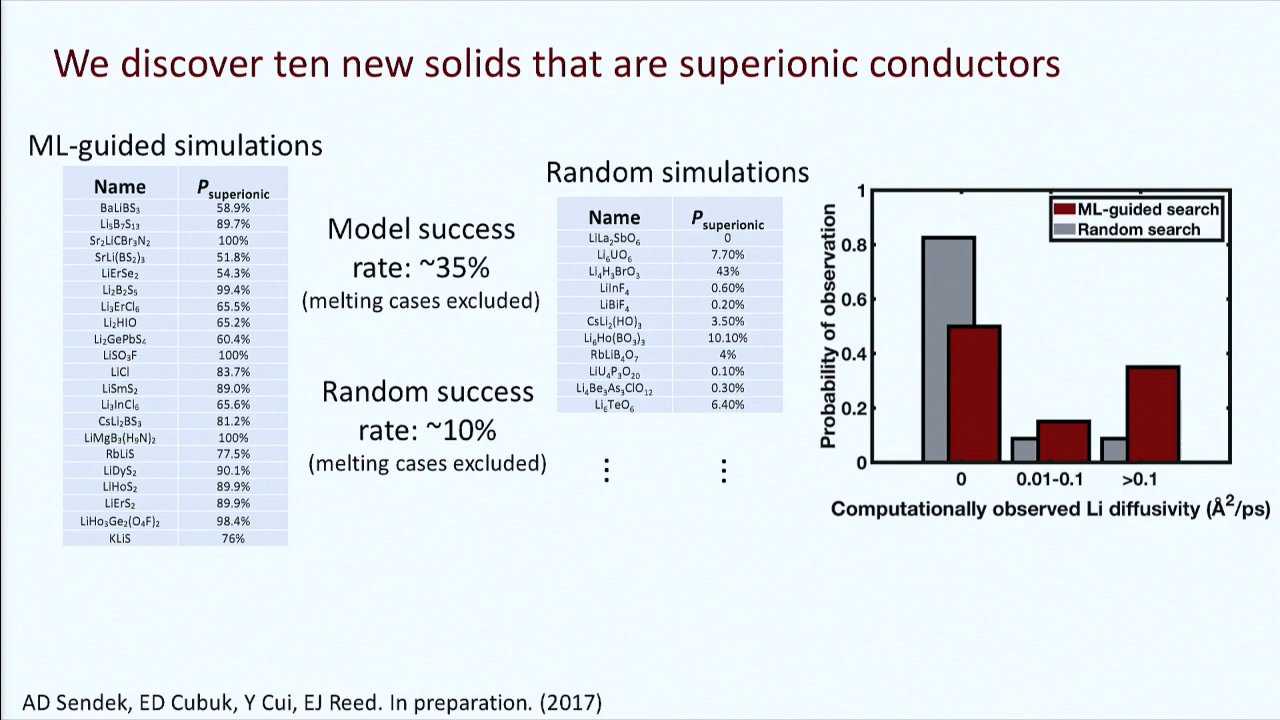 We discover ten new solids that are superionic conductors
ML-guided simulations
Name P superionic
BaLiBS₃ 58.9%
Li₅B₇S₁₃ 89.7%
Sr₂LiCBr₃N₂ 100%
SrLi(BS₂)₃ 51.8%
LiErSe₂ 54.3%
Li₂B₂S₅ 99.4%
Li₃ErCl₆ 65.5%
Li₂HIO 65.2%
Li₂GePbS₄ 60.4%
LiSO₃F 100%
LiCl 83.7%
LiSmS₂ 89.0%
Li₃InCl₆ 65.6%
CsLi₂BS₃ 81.2%
LiMgB₃(H₉N)₂ 100%
RbLiS 77.5%
LiDyS₂ 90.1%
LiHoS₂ 89.9%
LiErS₂ 89.9%
LiHo₃Ge₂(O₄F)₂ 98.4%
KLiS 76%
Model success
rate: ~35%
(melting cases excluded)
Random success
rate: ~10%
(melting cases excluded)
Random simulations
Name P superionic
LiLa₂SbO₆ 0
Li₆UO₆ 7.70%
Li₄H₃BrO₃ 43%
LiInF₄ 0.60%
LiBiF₄ 0.20%
CsLi₂(HO)₃ 3.50%
Li₆Ho(BO₃)₃ 10.10%
RbLiB₄O₇ 4%
LiU₄P₃O₂₀ 0.10%
Li₄Be₃As₃ClO₁₂ 0.30%
Li₆TeO₆ 6.40%
⋮ ⋮
Probability of observation
1
0.8
0.6
0.4
0.2
0
ML-guided search
Random search
0 0.01-0.1 >0.1
Computationally observed Li diffusivity (Å²/ps)
AD Sendek, ED Cubuk, Y Cui, EJ Reed. In preparation. (2017)